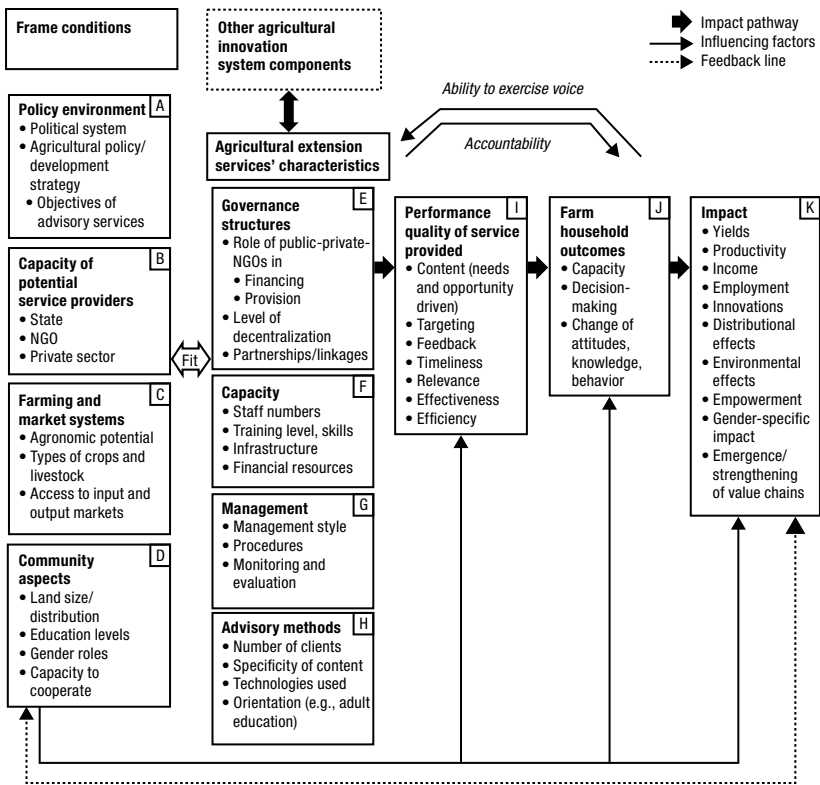 Frame conditions
Other agricultural
innovation
system components
Impact pathway
Influencing factors
Feedback line
Ability to exercise voice
Accountability
Policy environment A
• Political system
• Agricultural policy/
development
strategy
• Objectives of
advisory services
Capacity of B
potential
service providers
• State
• NGO
• Private sector
Farming and C
market systems
• Agronomic potential
• Types of crops and
livestock
• Access to input and
output markets
Community D
aspects
• Land size/
distribution
• Education levels
• Gender roles
• Capacity to
cooperate
Fit
Agricultural extension
services’ characteristics
Governance E
structures
• Role of public-private-
NGOs in
• Financing
• Provision
• Level of
decentralization
• Partnerships/linkages
Capacity F
• Staff numbers
• Training level, skills
• Infrastructure
• Financial resources
Management G
• Management style
• Procedures
• Monitoring and
evaluation
Advisory methods H
• Number of clients
• Specificity of content
• Technologies used
• Orientation (e.g., adult
education)
Performance I
quality of service
provided
• Content (needs
and opportunity
driven)
• Targeting
• Feedback
• Timeliness
• Relevance
• Effectiveness
• Efficiency
Farm J
household
outcomes
• Capacity
• Decision-
making
• Change of
attitudes,
knowledge,
behavior
Impact K
• Yields
• Productivity
• Income
• Employment
• Innovations
• Distributional
effects
• Environmental
effects
• Empowerment
• Gender-specific
impact
• Emergence/
strengthening
of value chains